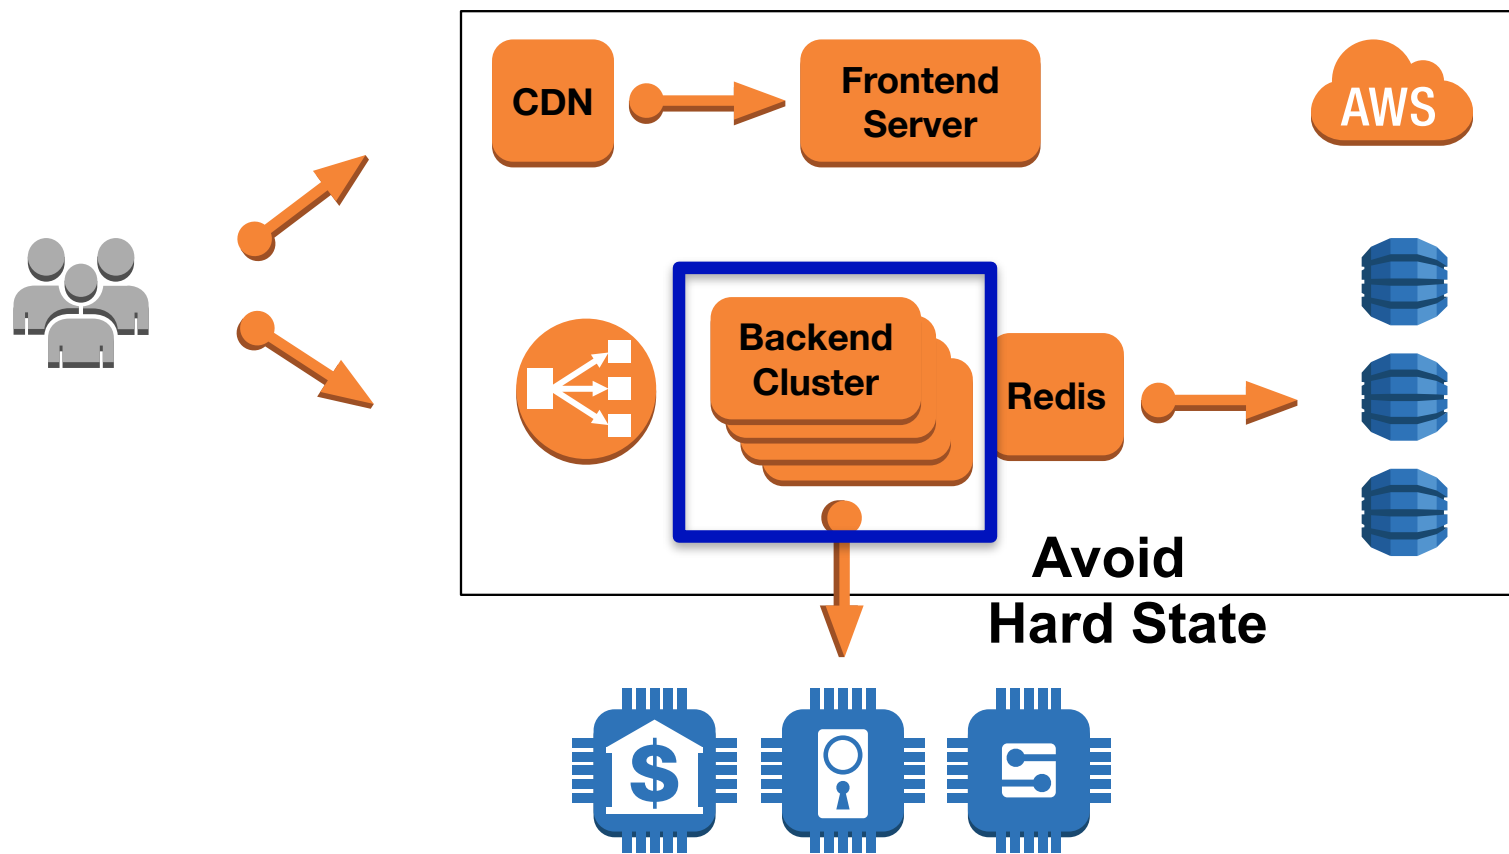 CDN
Frontend
Server
AWS
Backend
Cluster
Redis
Avoid
Hard State
$